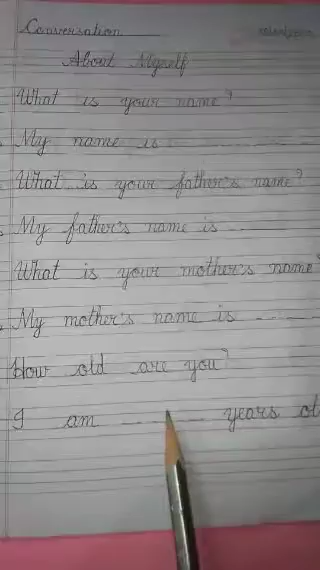 Conversation
About Myself
What is your name?
My name is ............
What is your father's name?
My father's name is ......
What is your mother's name?
My mother's name is ......
How old are you?
I am ............ years ol